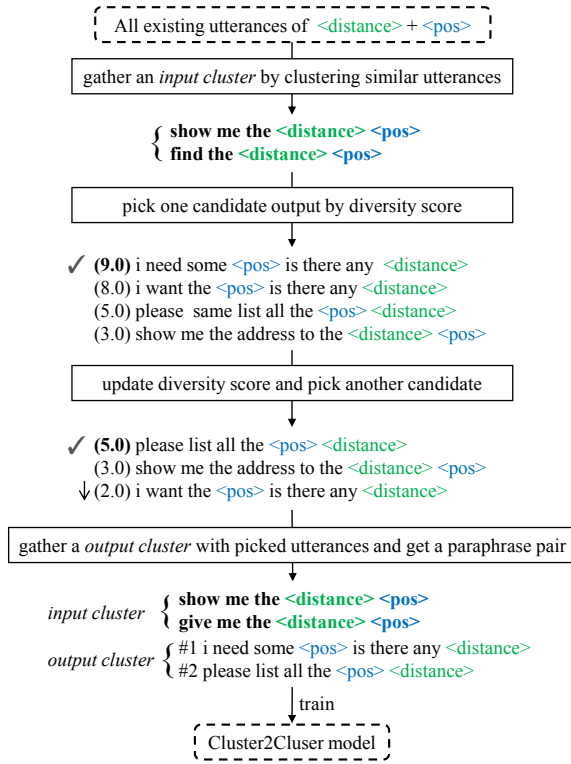 All existing utterances of <distance> + <pos>
gather an input cluster by clustering similar utterances
show me the <distance> <pos>
find the <distance> <pos>
pick one candidate output by diversity score
✓ (9.0) i need some <pos> is there any <distance>
(8.0) i want the <pos> is there any <distance>
(5.0) please same list all the <pos> <distance>
(3.0) show me the address to the <distance> <pos>
update diversity score and pick another candidate
✓ (5.0) please list all the <pos> <distance>
(3.0) show me the address to the <distance> <pos>
↓ (2.0) i want the <pos> is there any <distance>
gather a output cluster with picked utterances and get a paraphrase pair
input cluster { show me the <distance> <pos>
give me the <distance> <pos>
output cluster { #1 i need some <pos> is there any <distance>
#2 please list all the <pos> <distance>
train
Cluster2Cluser model